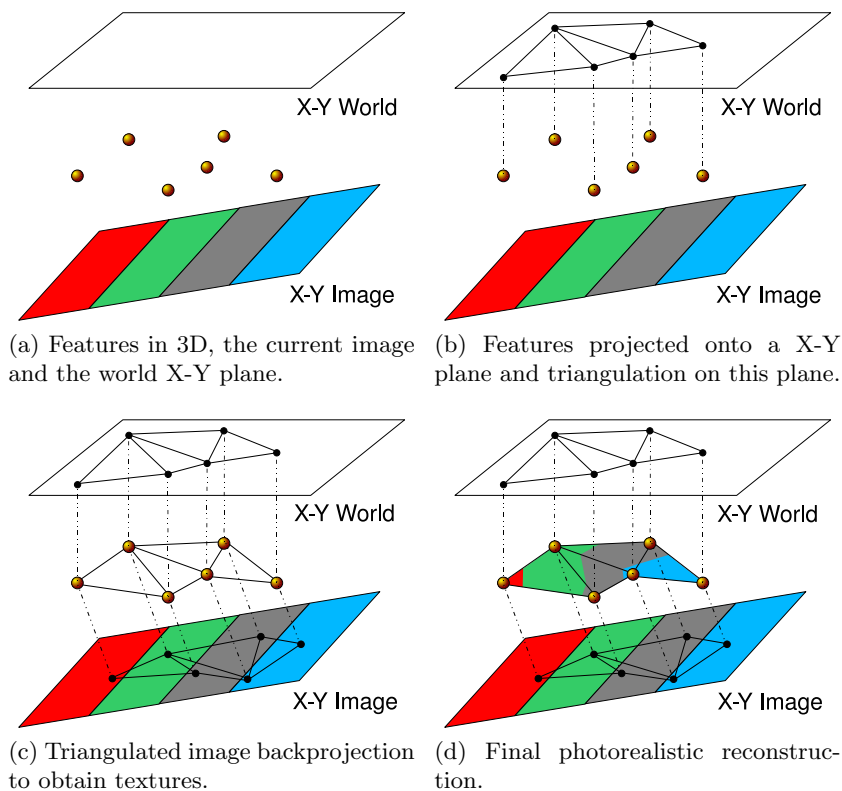 X-Y World
X-Y Image
(a) Features in 3D, the current image
and the world X-Y plane.
X-Y World
X-Y Image
(b) Features projected onto a X-Y
plane and triangulation on this plane.
X-Y World
X-Y Image
(c) Triangulated image backprojection
to obtain textures.
X-Y World
X-Y Image
(d) Final photorealistic reconstruc-
tion.